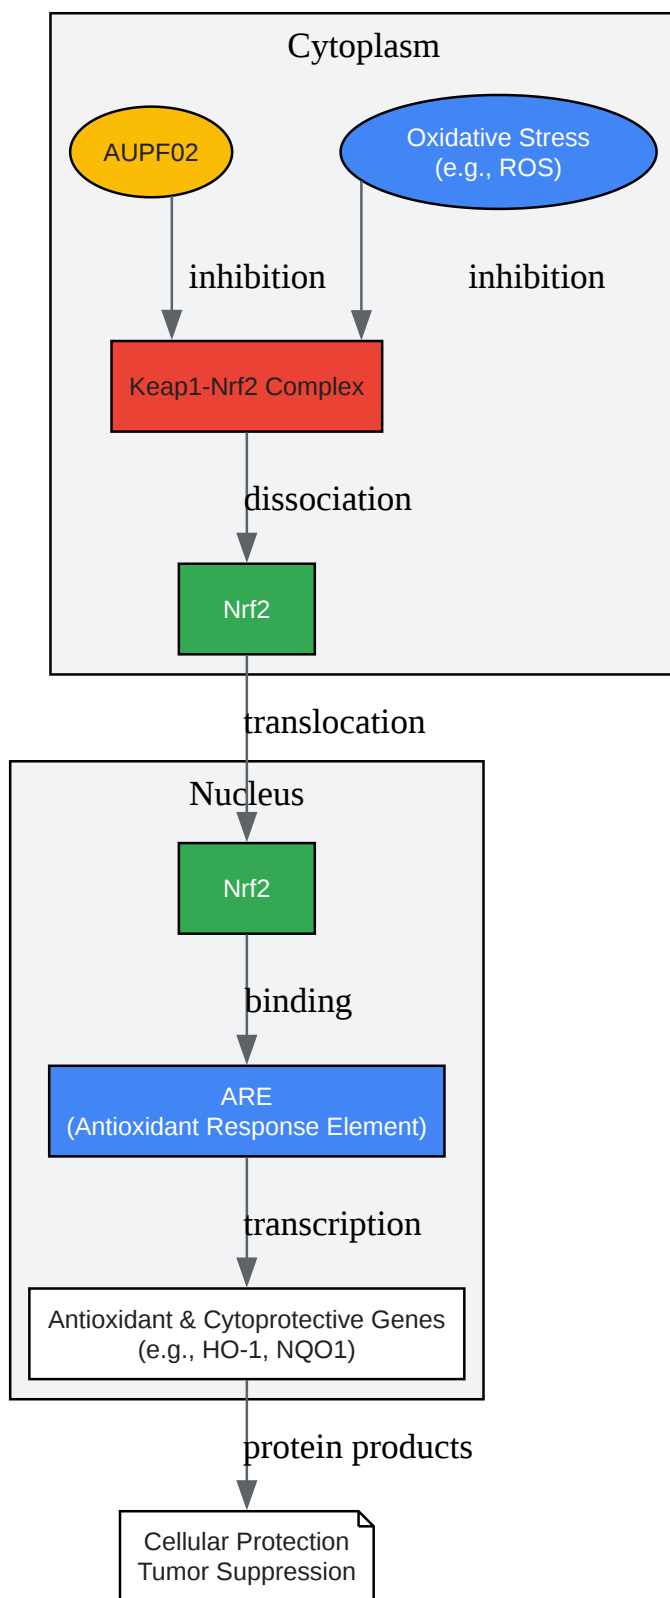 Cytoplasm
AUPF02
Oxidative Stress
(e.g., ROS)
inhibition
inhibition
Keap1-Nrf2 Complex
dissociation
Nrf2
translocation
Nucleus
Nrf2
binding
ARE
(Antioxidant Response Element)
transcription
Antioxidant & Cytoprotective Genes
(e.g., HO-1, NQO1)
protein products
Cellular Protection
Tumor Suppression